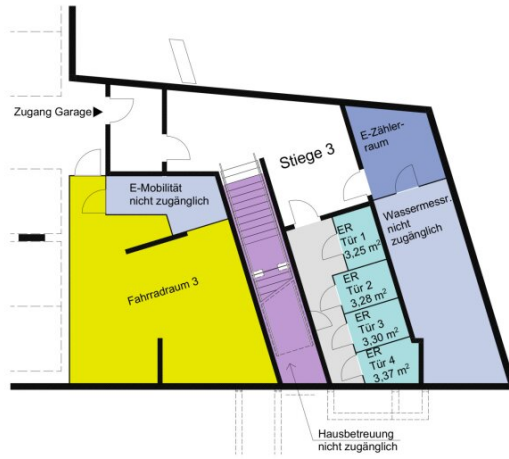 Zugang Garage
Stiege 3
E-Zähler-
raum
E-Mobilität
nicht zugänglich
Wassermessr.
nicht
zugänglich
Fahrradraum 3
ER
Tür 1
3,25 m²
ER
Tür 2
3,28 m²
ER
Tür 3
3,30 m²
ER
Tür 4
3,37 m²
Hausbetreuung
nicht zugänglich